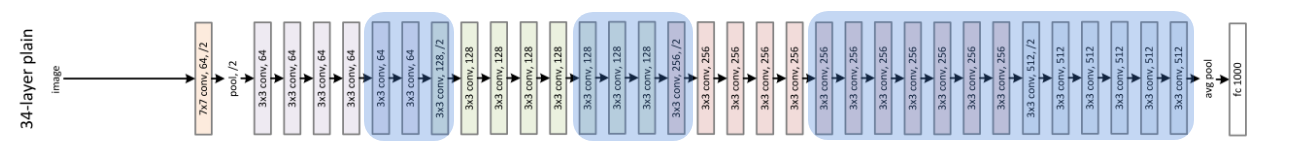 34-layer plain
image
7x7 conv, 64, /2
pool, /2
3x3 conv, 64
3x3 conv, 64
3x3 conv, 64
3x3 conv, 64
3x3 conv, 64
3x3 conv, 64
3x3 conv, 128, /2
3x3 conv, 128
3x3 conv, 128
3x3 conv, 128
3x3 conv, 128
3x3 conv, 128
3x3 conv, 128
3x3 conv, 128
3x3 conv, 256, /2
3x3 conv, 256
3x3 conv, 256
3x3 conv, 256
3x3 conv, 256
3x3 conv, 256
3x3 conv, 256
3x3 conv, 256
3x3 conv, 256
3x3 conv, 256
3x3 conv, 256
3x3 conv, 256
3x3 conv, 512, /2
3x3 conv, 512
3x3 conv, 512
3x3 conv, 512
3x3 conv, 512
3x3 conv, 512
avg pool
fc 1000